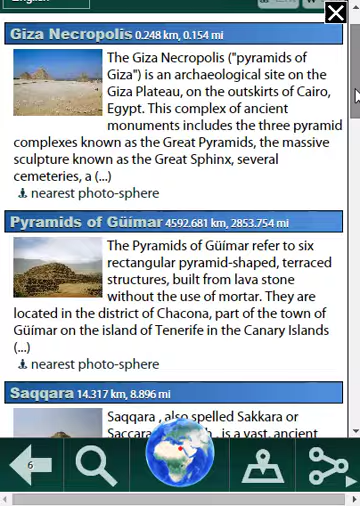 English
Giza Necropolis 0.248 km, 0.154 mi
The Giza Necropolis ("pyramids of
Giza") is an archaeological site on the
Giza Plateau, on the outskirts of Cairo,
Egypt. This complex of ancient
monuments includes the three pyramid
complexes known as the Great Pyramids, the massive
sculpture known as the Great Sphinx, several
cemeteries, a (...)
nearest photo-sphere
Pyramids of Güímar 4592.681 km, 2853.754 mi
The Pyramids of Güímar refer to six
rectangular pyramid-shaped, terraced
structures, built from lava stone
without the use of mortar. They are
located in the district of Chacona, part of the town of
Güímar on the island of Tenerife in the Canary Islands
(...)
nearest photo-sphere
Saqqara 14.317 km, 8.896 mi
Saqqara , also spelled Sakkara or
is a vast, ancient
6